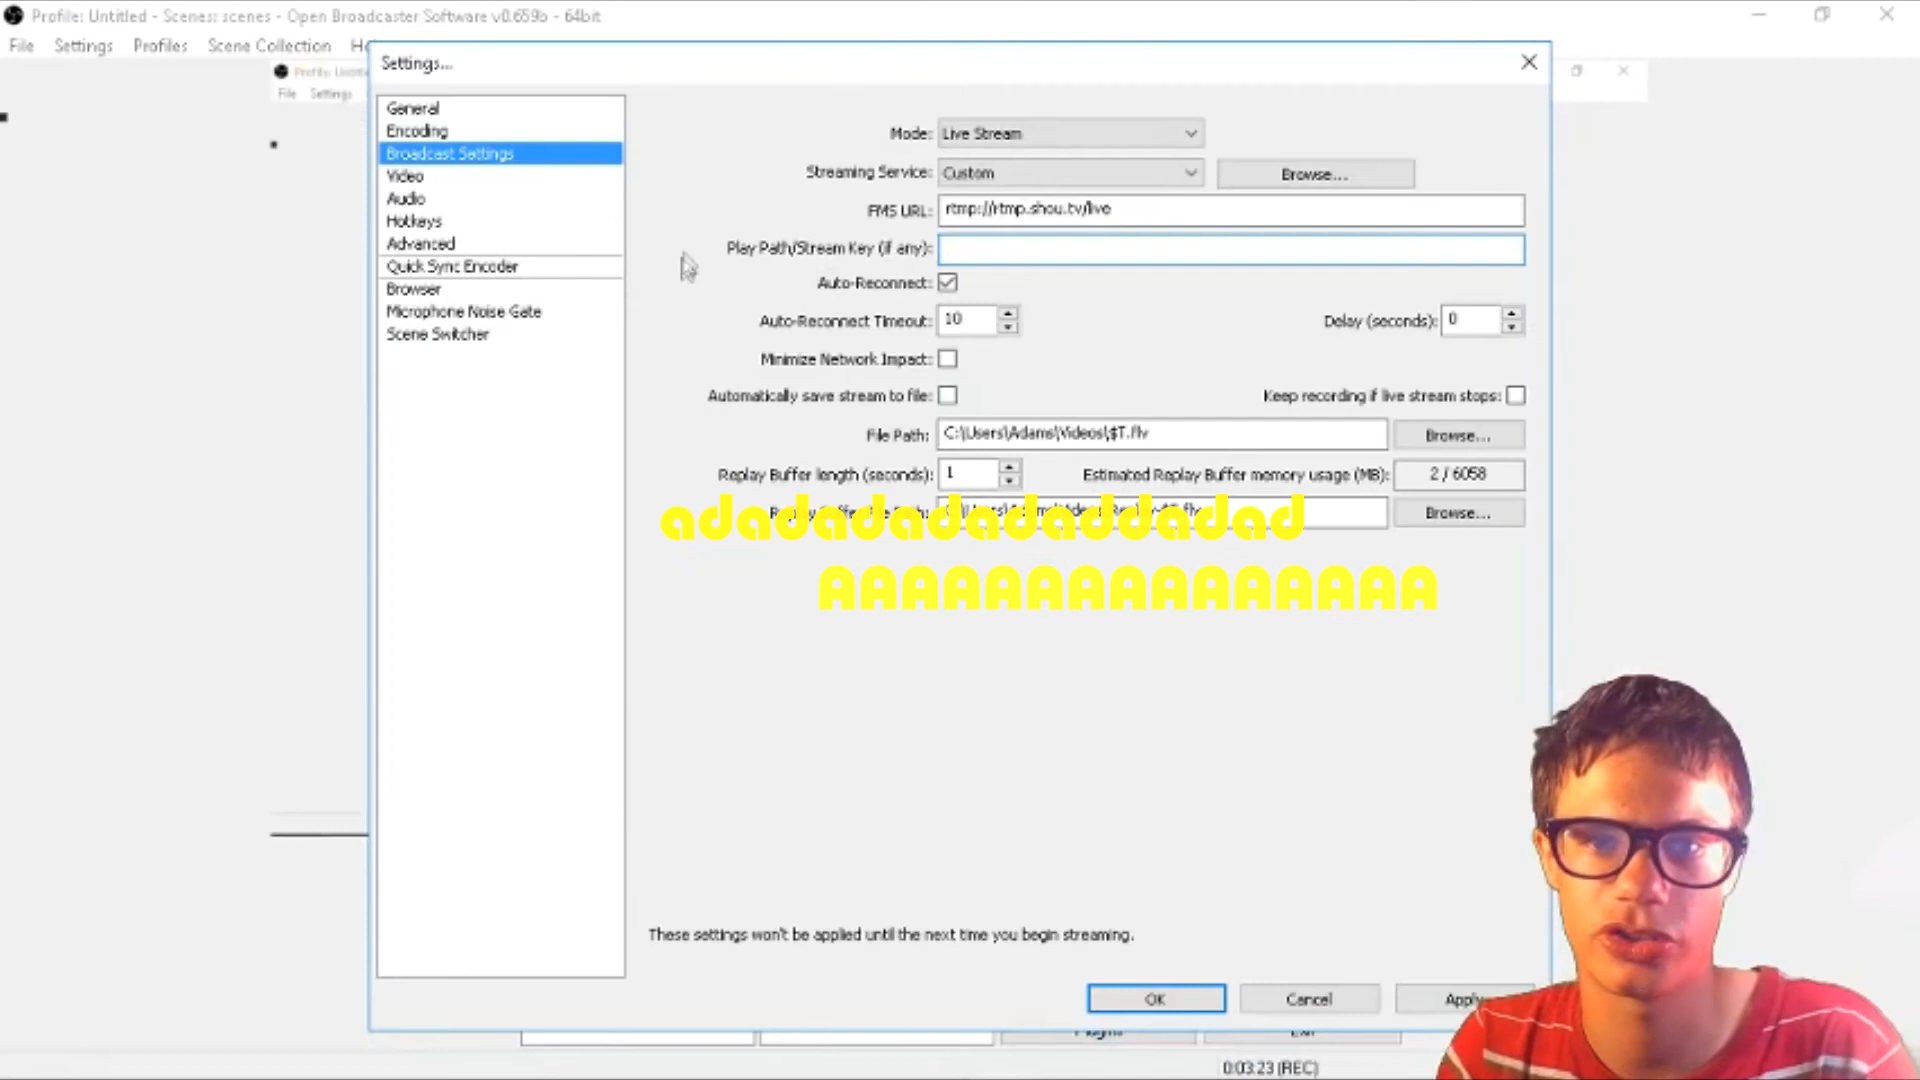 Profile: Untitled - Scenes: scenes - Open Broadcaster Software v0.659b - 64bit
File Settings Profiles Scene Collection
Settings...
File Settings
General
Encoding
Broadcast Settings
Video
Audio
Hotkeys
Advanced
Quick Sync Encoder
Browser
Microphone Noise Gate
Scene Switcher
Mode: Live Stream
Streaming Service: Custom Browse...
FMS URL: rtmp://rtmp.shou.tv/live
Play Path/Stream Key (if any):
Auto-Reconnect:
Auto-Reconnect Timeout: 10 Delay (seconds): 0
Minimize Network Impact:
Automatically save stream to file: Keep recording if live stream stops:
File Path: C:\Users\Adams\Videos\$T.flv Browse...
Replay Buffer length (seconds): 1 Estimated Replay Buffer memory usage (MB): 2 / 6058
Browse...
adadadadadaddadad
AAAAAAAAAAAAAAA
These settings won't be applied until the next time you begin streaming.
OK Cancel Apply
0:03:23 (REC)